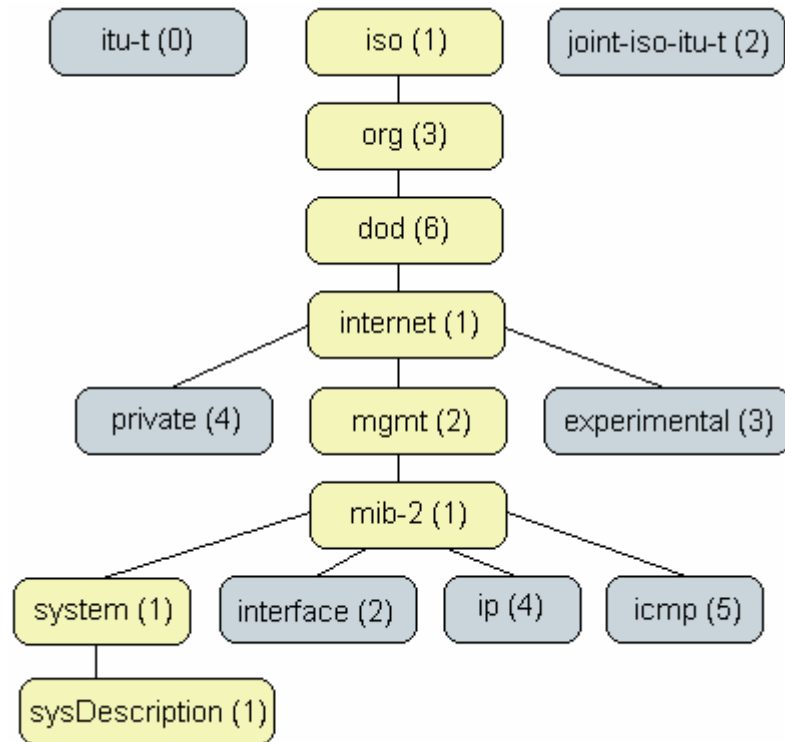 itu-t (0)
iso (1)
joint-iso-itu-t (2)
org (3)
dod (6)
internet (1)
private (4)
mgmt (2)
experimental (3)
mib-2 (1)
system (1)
interface (2)
ip (4)
icmp (5)
sysDescription (1)